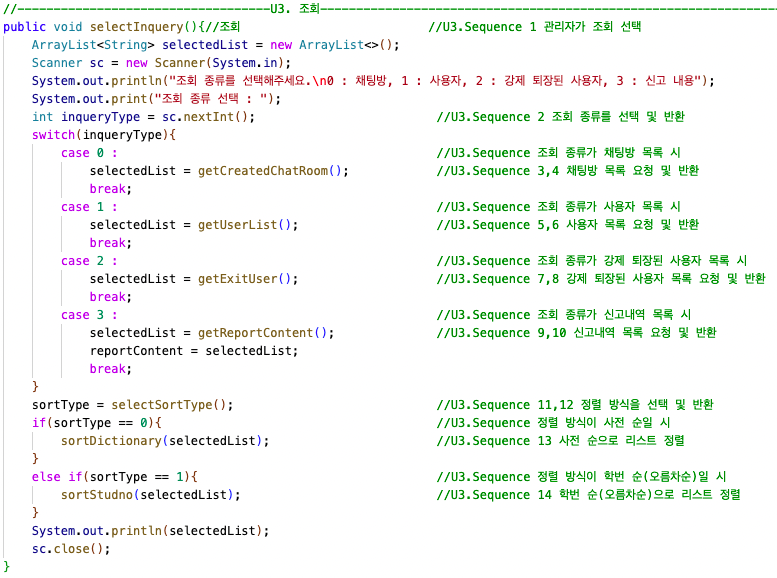 //-----------------------------------U3. 조회----------------------------------------------------------------
public void selectInquery(){//조회 //U3.Sequence 1 관리자가 조회 선택
ArrayList<String> selectedList = new ArrayList<>();
Scanner sc = new Scanner(System.in);
System.out.println("조회 종류를 선택해주세요.\n0 : 채팅방, 1 : 사용자, 2 : 강제 퇴장된 사용자, 3 : 신고 내용");
System.out.print("조회 종류 선택 : ");
int inqueryType = sc.nextInt(); //U3.Sequence 2 조회 종류를 선택 및 반환
switch(inqueryType){
case 0 : //U3.Sequence 조회 종류가 채팅방 목록 시
selectedList = getCreatedChatRoom(); //U3.Sequence 3,4 채팅방 목록 요청 및 반환
break;
case 1 : //U3.Sequence 조회 종류가 사용자 목록 시
selectedList = getUserList(); //U3.Sequence 5,6 사용자 목록 요청 및 반환
break;
case 2 : //U3.Sequence 조회 종류가 강제 퇴장된 사용자 목록 시
selectedList = getExitUser(); //U3.Sequence 7,8 강제 퇴장된 사용자 목록 요청 및 반환
break;
case 3 : //U3.Sequence 조회 종류가 신고내역 목록 시
selectedList = getReportContent(); //U3.Sequence 9,10 신고내역 목록 요청 및 반환
reportContent = selectedList;
break;
}
sortType = selectSortType(); //U3.Sequence 11,12 정렬 방식을 선택 및 반환
if(sortType == 0){ //U3.Sequence 정렬 방식이 사전 순일 시
sortDictionary(selectedList); //U3.Sequence 13 사전 순으로 리스트 정렬
}
else if(sortType == 1){ //U3.Sequence 정렬 방식이 학번 순(오름차순)일 시
sortStudno(selectedList); //U3.Sequence 14 학번 순(오름차순)으로 리스트 정렬
}
System.out.println(selectedList);
sc.close();
}